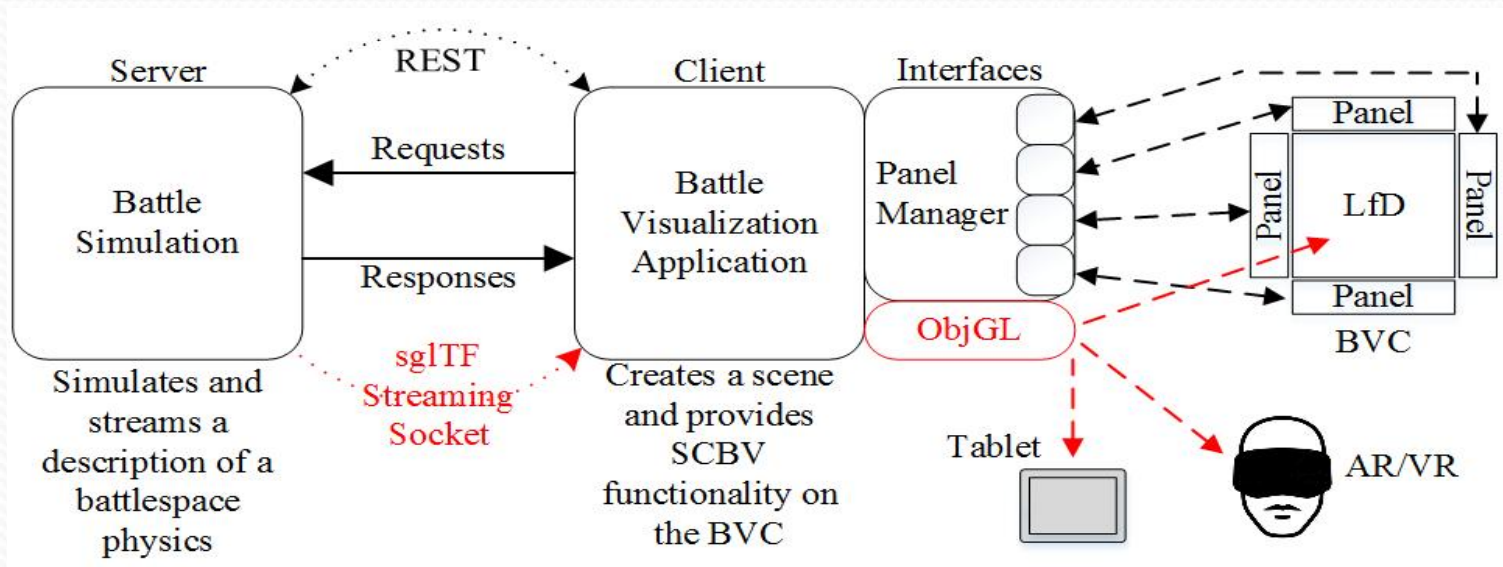 Server
REST
Client
Interfaces
Requests
Responses
Battle
Simulation
Battle
Visualization
Application
Panel
Manager
Panel
Panel
LfD
Panel
Panel
BVC
ObjGL
sglTF
Streaming
Socket
Simulates and
streams a
description of a
battlespace
physics
Creates a scene
and provides
SCBV
functionality on
the BVC
Tablet
AR/VR